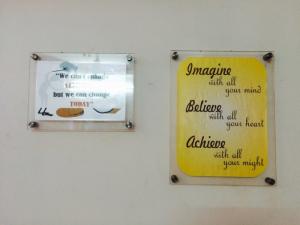 "We can't
but we can change
TODAY"
Imagine
with all
your mind
Believe
with all
your heart
Achieve
with all
your might